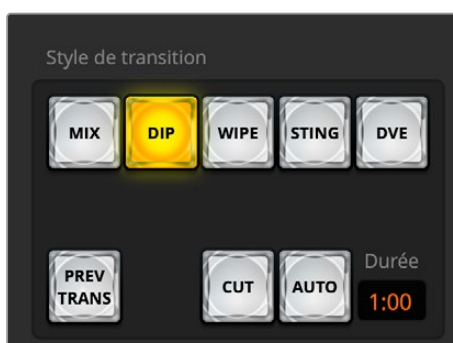 Style de transition
MIX DIP WIPE STING DVE
PREV
TRANS
CUT AUTO
Durée
1:00